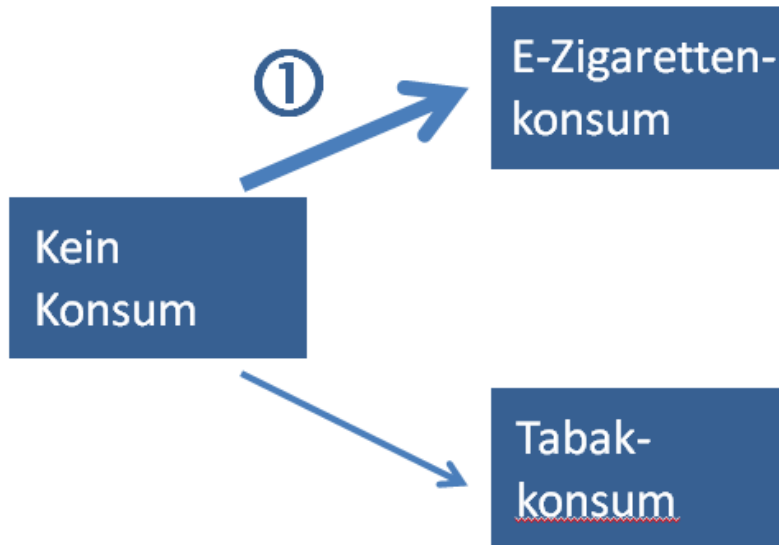 ①
E-Zigaretten-
konsum
Kein
Konsum
Tabak-
konsum